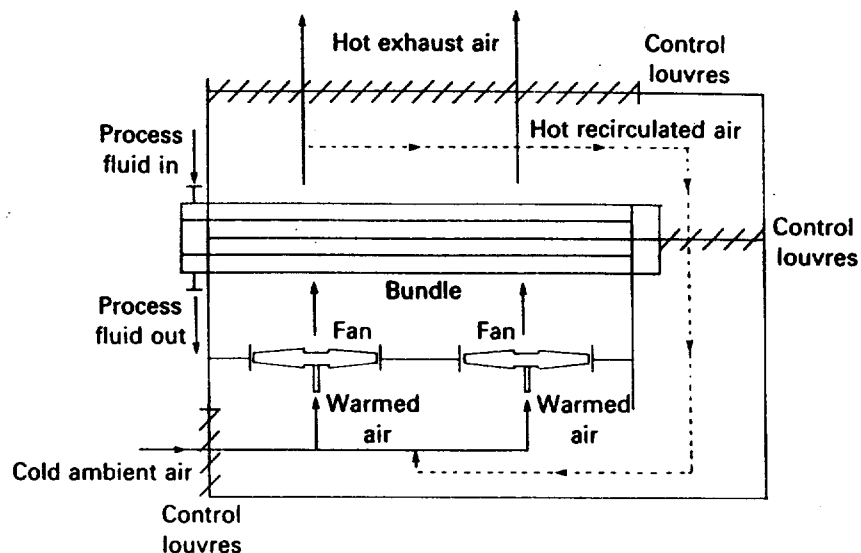 Hot exhaust air
Control
louvres
Process
fluid in
Hot recirculated air
Control
louvres
Bundle
Process
fluid out
Fan
Fan
Warmed
air
Warmed
air
Cold ambient air
Control
louvres